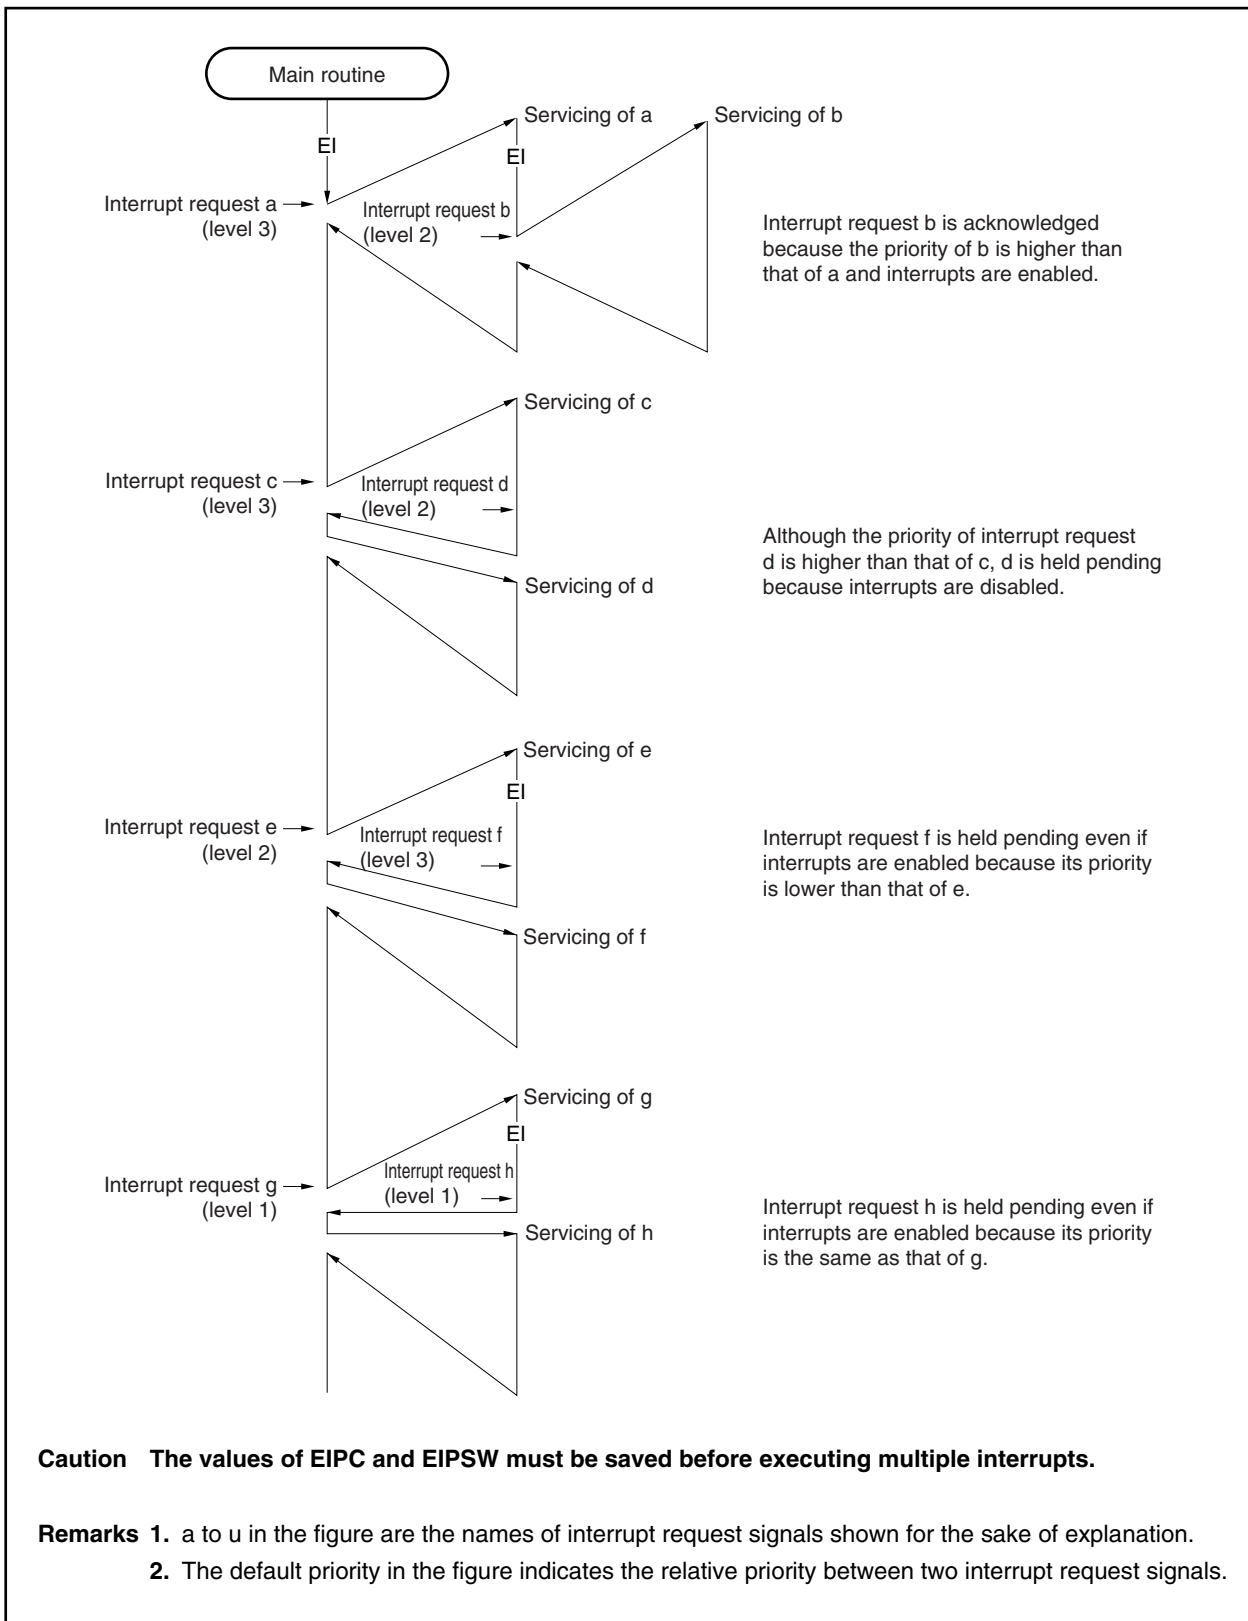 Main routine
EI
Servicing of a
EI
Servicing of b
Interrupt request a
(level 3)
Interrupt request b
(level 2)
Interrupt request b is acknowledged
because the priority of b is higher than
that of a and interrupts are enabled.
Servicing of c
Interrupt request c
(level 3)
Interrupt request d
(level 2)
Although the priority of interrupt request
d is higher than that of c, d is held pending
because interrupts are disabled.
Servicing of d
Servicing of e
EI
Interrupt request e
(level 2)
Interrupt request f
(level 3)
Interrupt request f is held pending even if
interrupts are enabled because its priority
is lower than that of e.
Servicing of f
Servicing of g
EI
Interrupt request g
(level 1)
Interrupt request h
(level 1)
Interrupt request h is held pending even if
interrupts are enabled because its priority
is the same as that of g.
Servicing of h
Caution The values of EIPC and EIPSW must be saved before executing multiple interrupts.
Remarks 1. a to u in the figure are the names of interrupt request signals shown for the sake of explanation.
2. The default priority in the figure indicates the relative priority between two interrupt request signals.